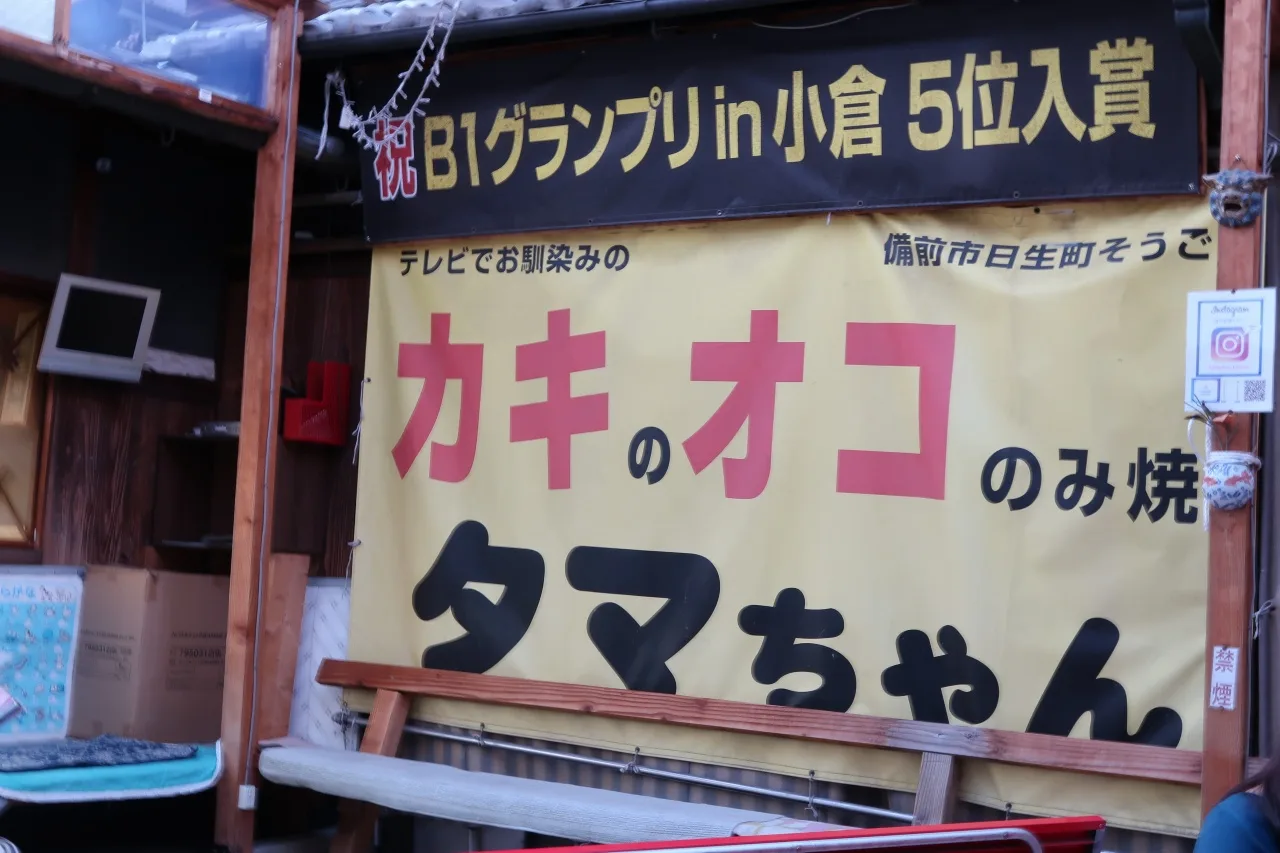 祝 B1グランプリin小倉 5位入賞
テレビでお馴染みの
備前市日生町そうご
カキのオコのみ焼
タマちゃん
Instagram
禁煙